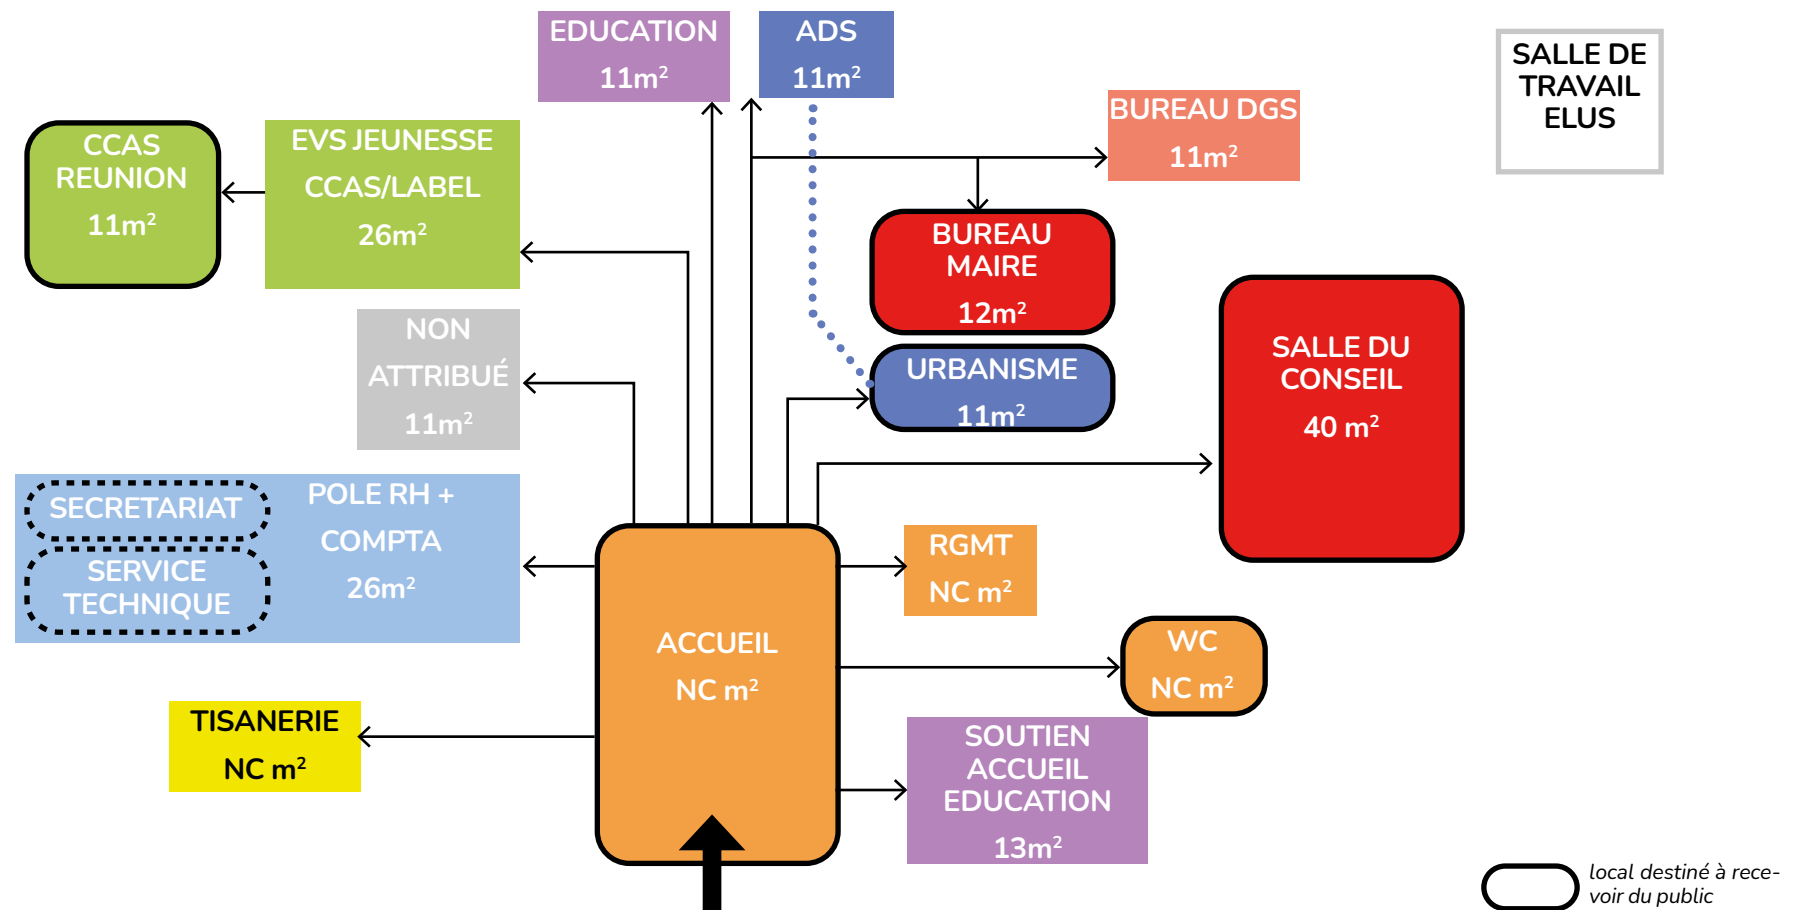 EDUCATION
11m²
ADS
11m²
SALLE DE
TRAVAIL
ELUS
BUREAU DGS
11m²
CCAS
REUNION
11m²
EVS JEUNESSE
CCAS/LABEL
26m²
BUREAU
MAIRE
12m²
NON
ATTRIBUÉ
11m²
URBANISME
11m²
SALLE DU
CONSEIL
40 m²
SECRETARIAT
SERVICE
TECHNIQUE
POLE RH +
COMPTA
26m²
RGMT
NC m²
ACCUEIL
NC m²
WC
NC m²
TISANERIE
NC m²
SOUTIEN
ACCUEIL
EDUCATION
13m²
local destiné à rece-
voir du public